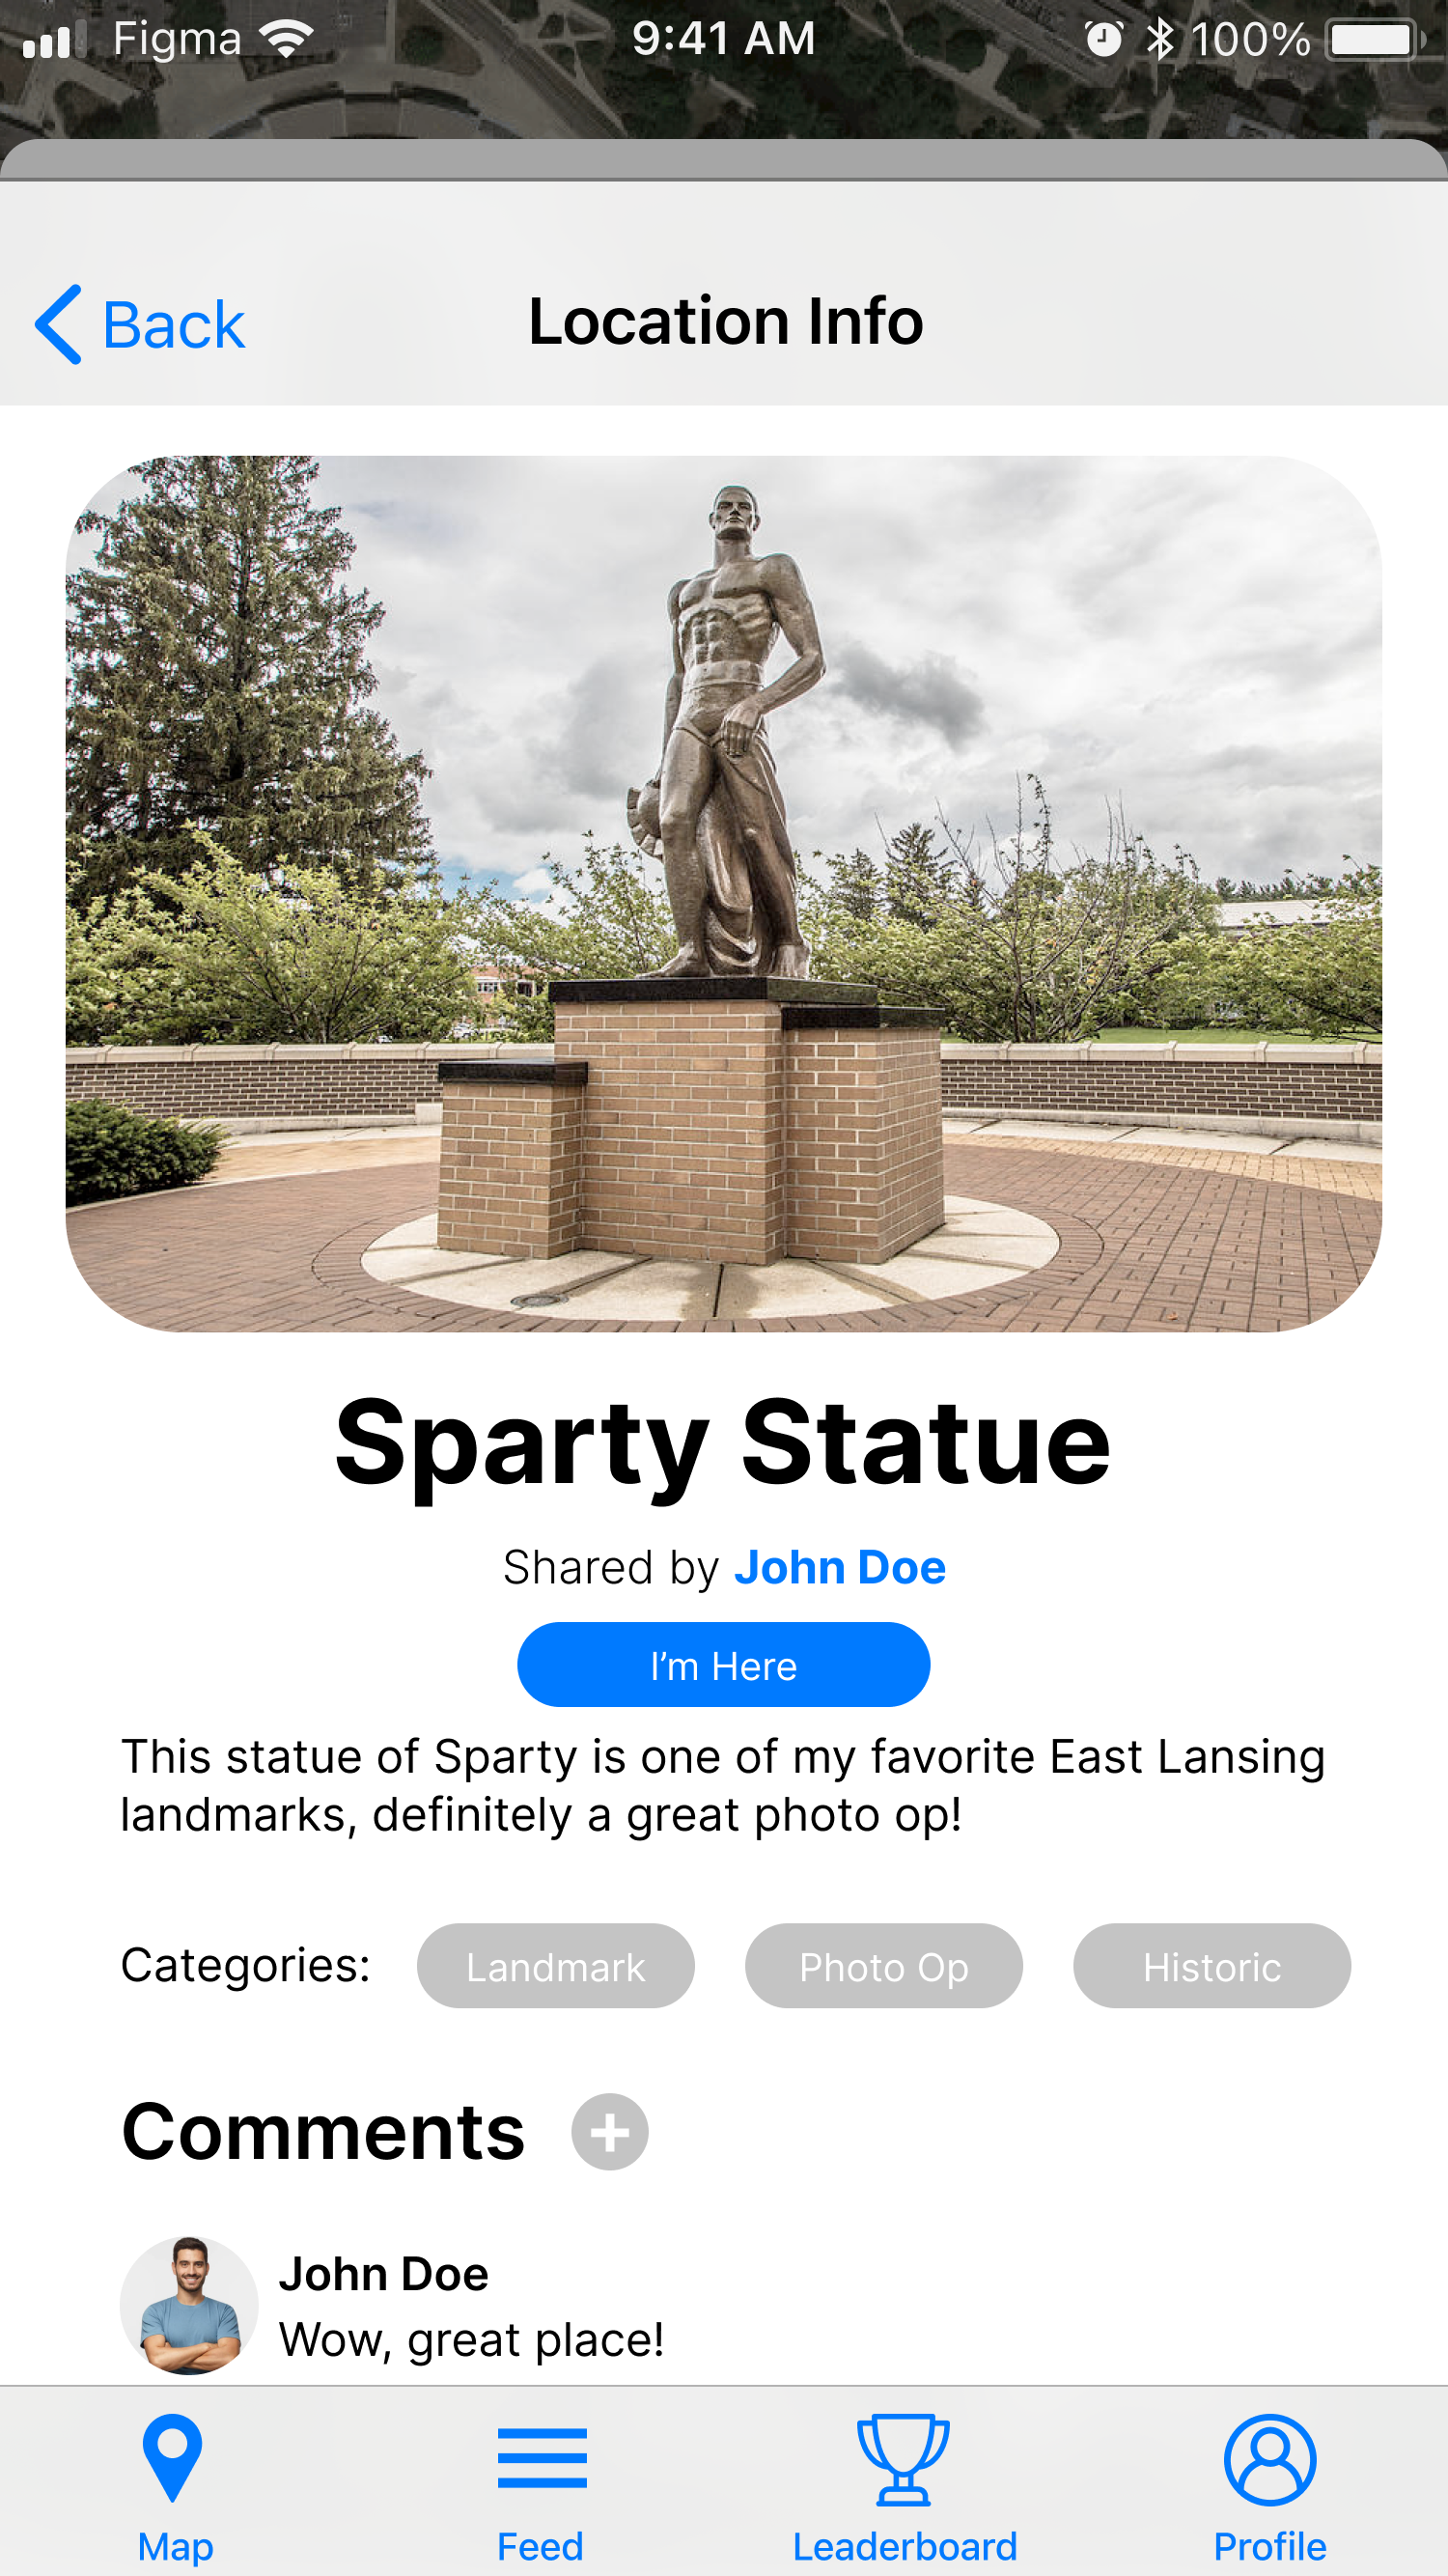 Figma 9:41 AM 100%
Back Location Info
Sparty Statue
Shared by John Doe
I’m Here
This statue of Sparty is one of my favorite East Lansing
landmarks, definitely a great photo op!
Categories: Landmark Photo Op Historic
Comments
John Doe
Wow, great place!
Map Feed Leaderboard Profile